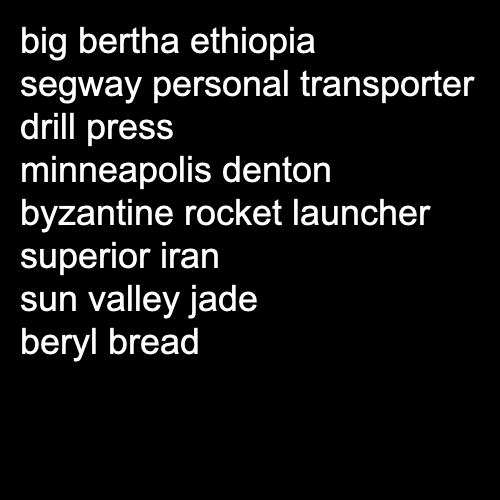 big bertha ethiopia
segway personal transporter
drill press
minneapolis denton
byzantine rocket launcher
superior iran
sun valley jade
beryl bread